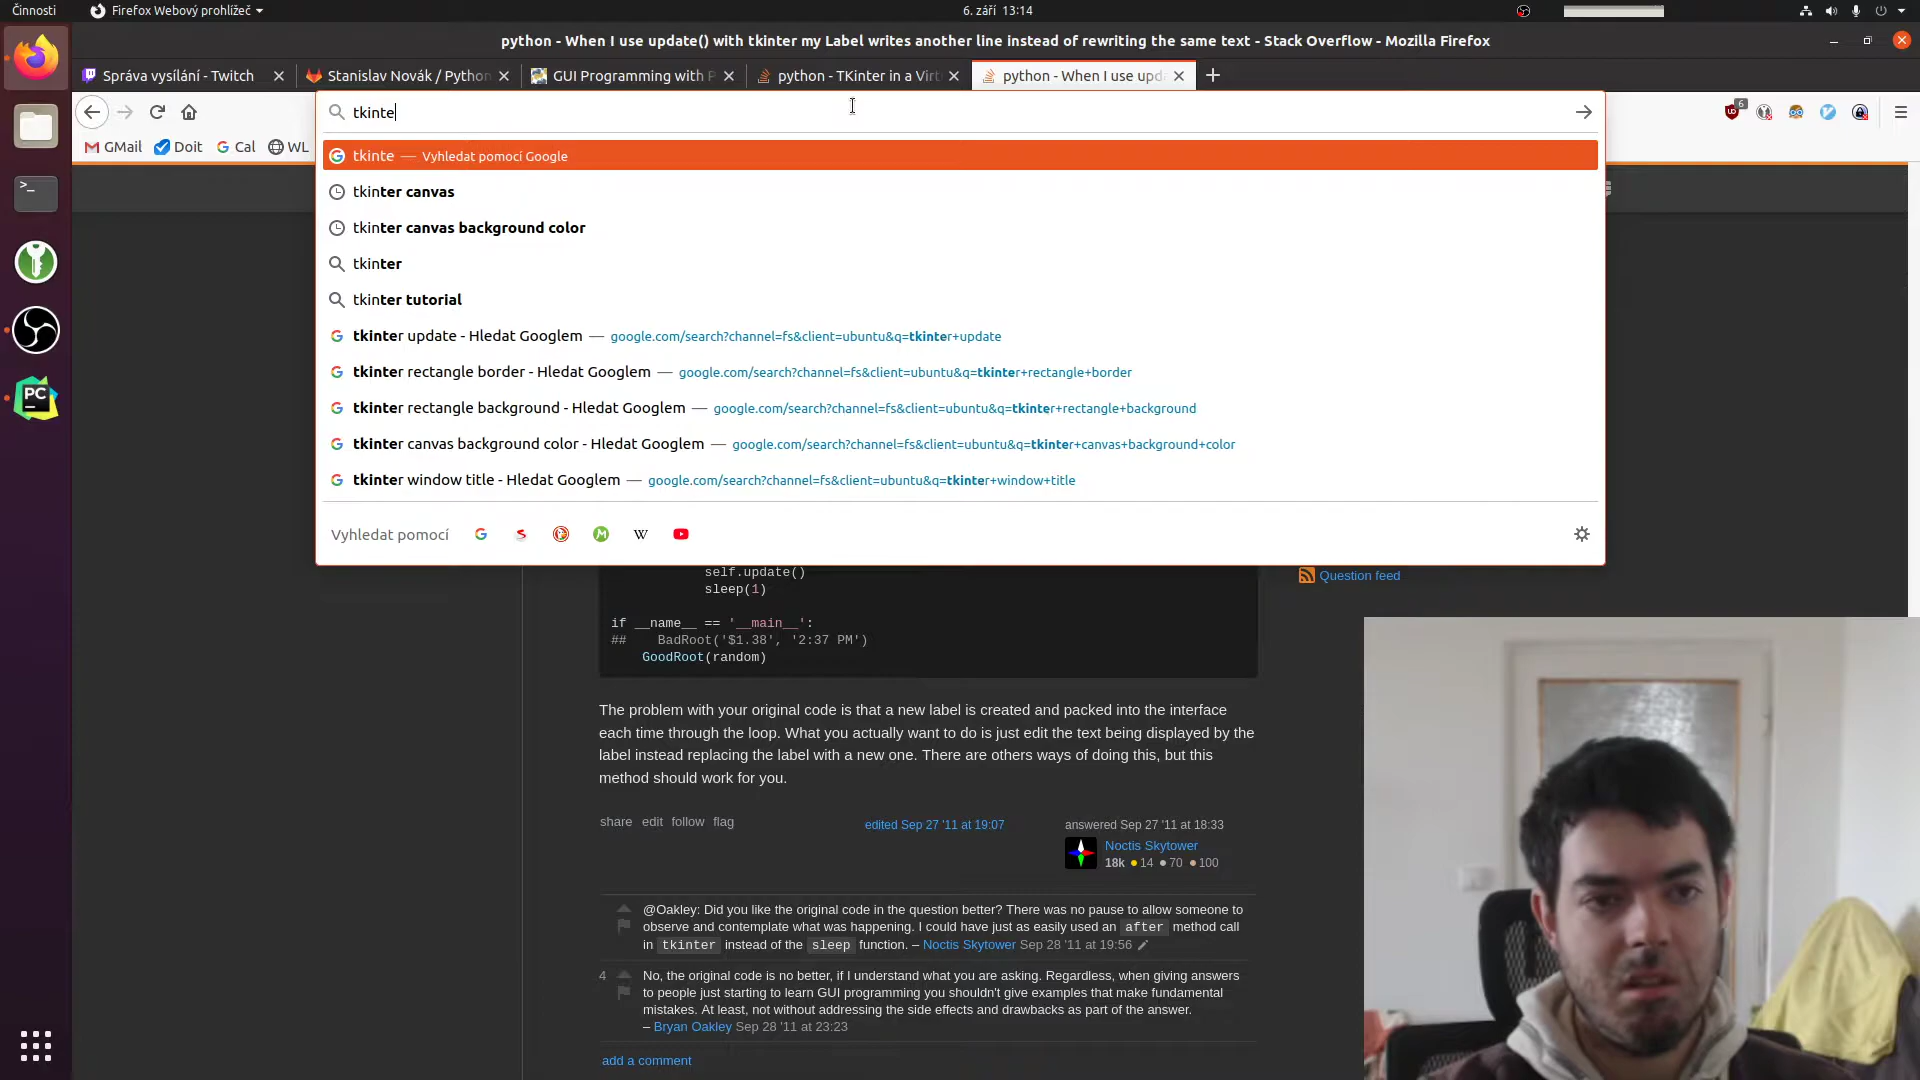 Činnosti
Firefox Webový prohlížeč
6. září 13:14
python - When I use update() with tkinter my Label writes another line instead of rewriting the same text - Stack Overflow - Mozilla Firefox
Správa vysílání - Twitch
Stanislav Novák / Python
GUI Programming with P
python - TKinter in a Virt
python - When I use upda
tkinte
6
GMail
Doit
Cal
WL
tkinte — Vyhledat pomocí Google
tkinter canvas
tkinter canvas background color
tkinter
tkinter tutorial
tkinter update - Hledat Googlem — google.com/search?channel=fs&client=ubuntu&q=tkinter+update
tkinter rectangle border - Hledat Googlem — google.com/search?channel=fs&client=ubuntu&q=tkinter+rectangle+border
tkinter rectangle background - Hledat Googlem — google.com/search?channel=fs&client=ubuntu&q=tkinter+rectangle+background
tkinter canvas background color - Hledat Googlem — google.com/search?channel=fs&client=ubuntu&q=tkinter+canvas+background+color
tkinter window title - Hledat Googlem — google.com/search?channel=fs&client=ubuntu&q=tkinter+window+title
Vyhledat pomocí
self.update()
sleep(1)
if __name__ == '__main__':
##    BadRoot('$1.38', '2:37 PM')
GoodRoot(random)
Question feed
The problem with your original code is that a new label is created and packed into the interface
each time through the loop. What you actually want to do is just edit the text being displayed by the
label instead replacing the label with a new one. There are others ways of doing this, but this
method should work for you.
share edit follow flag
edited Sep 27 '11 at 19:07
answered Sep 27 '11 at 18:33
Noctis Skytower
18k 14 70 100
@Oakley: Did you like the original code in the question better? There was no pause to allow someone to
observe and contemplate what was happening. I could have just as easily used an after method call
in tkinter instead of the sleep function. – Noctis Skytower Sep 28 '11 at 19:56
4 No, the original code is no better, if I understand what you are asking. Regardless, when giving answers
to people just starting to learn GUI programming you shouldn't give examples that make fundamental
mistakes. At least, not without addressing the side effects and drawbacks as part of the answer.
– Bryan Oakley Sep 28 '11 at 23:23
add a comment